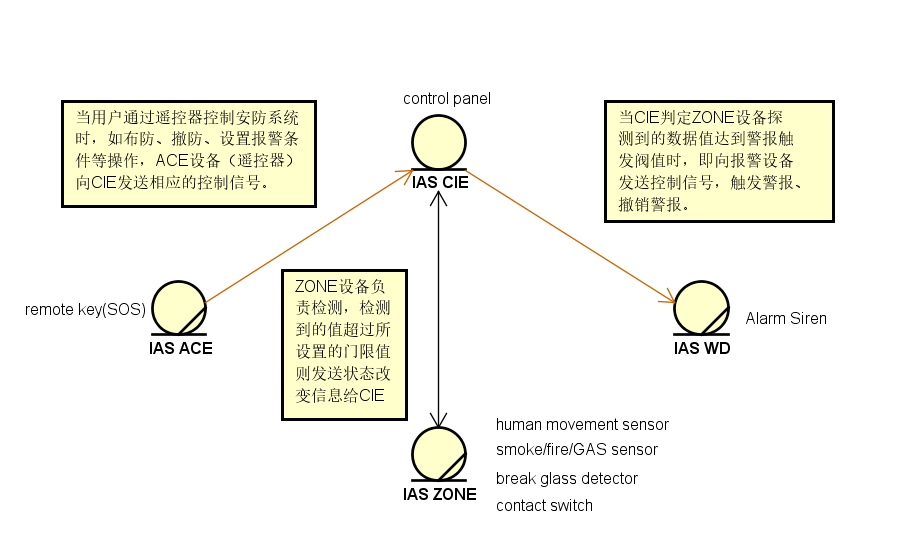 control panel
当用户通过遥控器控制安防系统
时，如布防、撤防、设置报警条
件等操作，ACE设备（遥控器）
向CIE发送相应的控制信号。
当CIE判定ZONE设备探
测到的数据值达到警报触
发阀值时，即向报警设备
发送控制信号，触发警报、
撤销警报。
IAS CIE
ZONE设备负
责检测，检测
到的值超过所
设置的门限值
则发送状态改
变信息给CIE
remote key(SOS)
IAS ACE
Alarm Siren
IAS WD
human movement sensor
smoke/fire/GAS sensor
break glass detector
contact switch
IAS ZONE